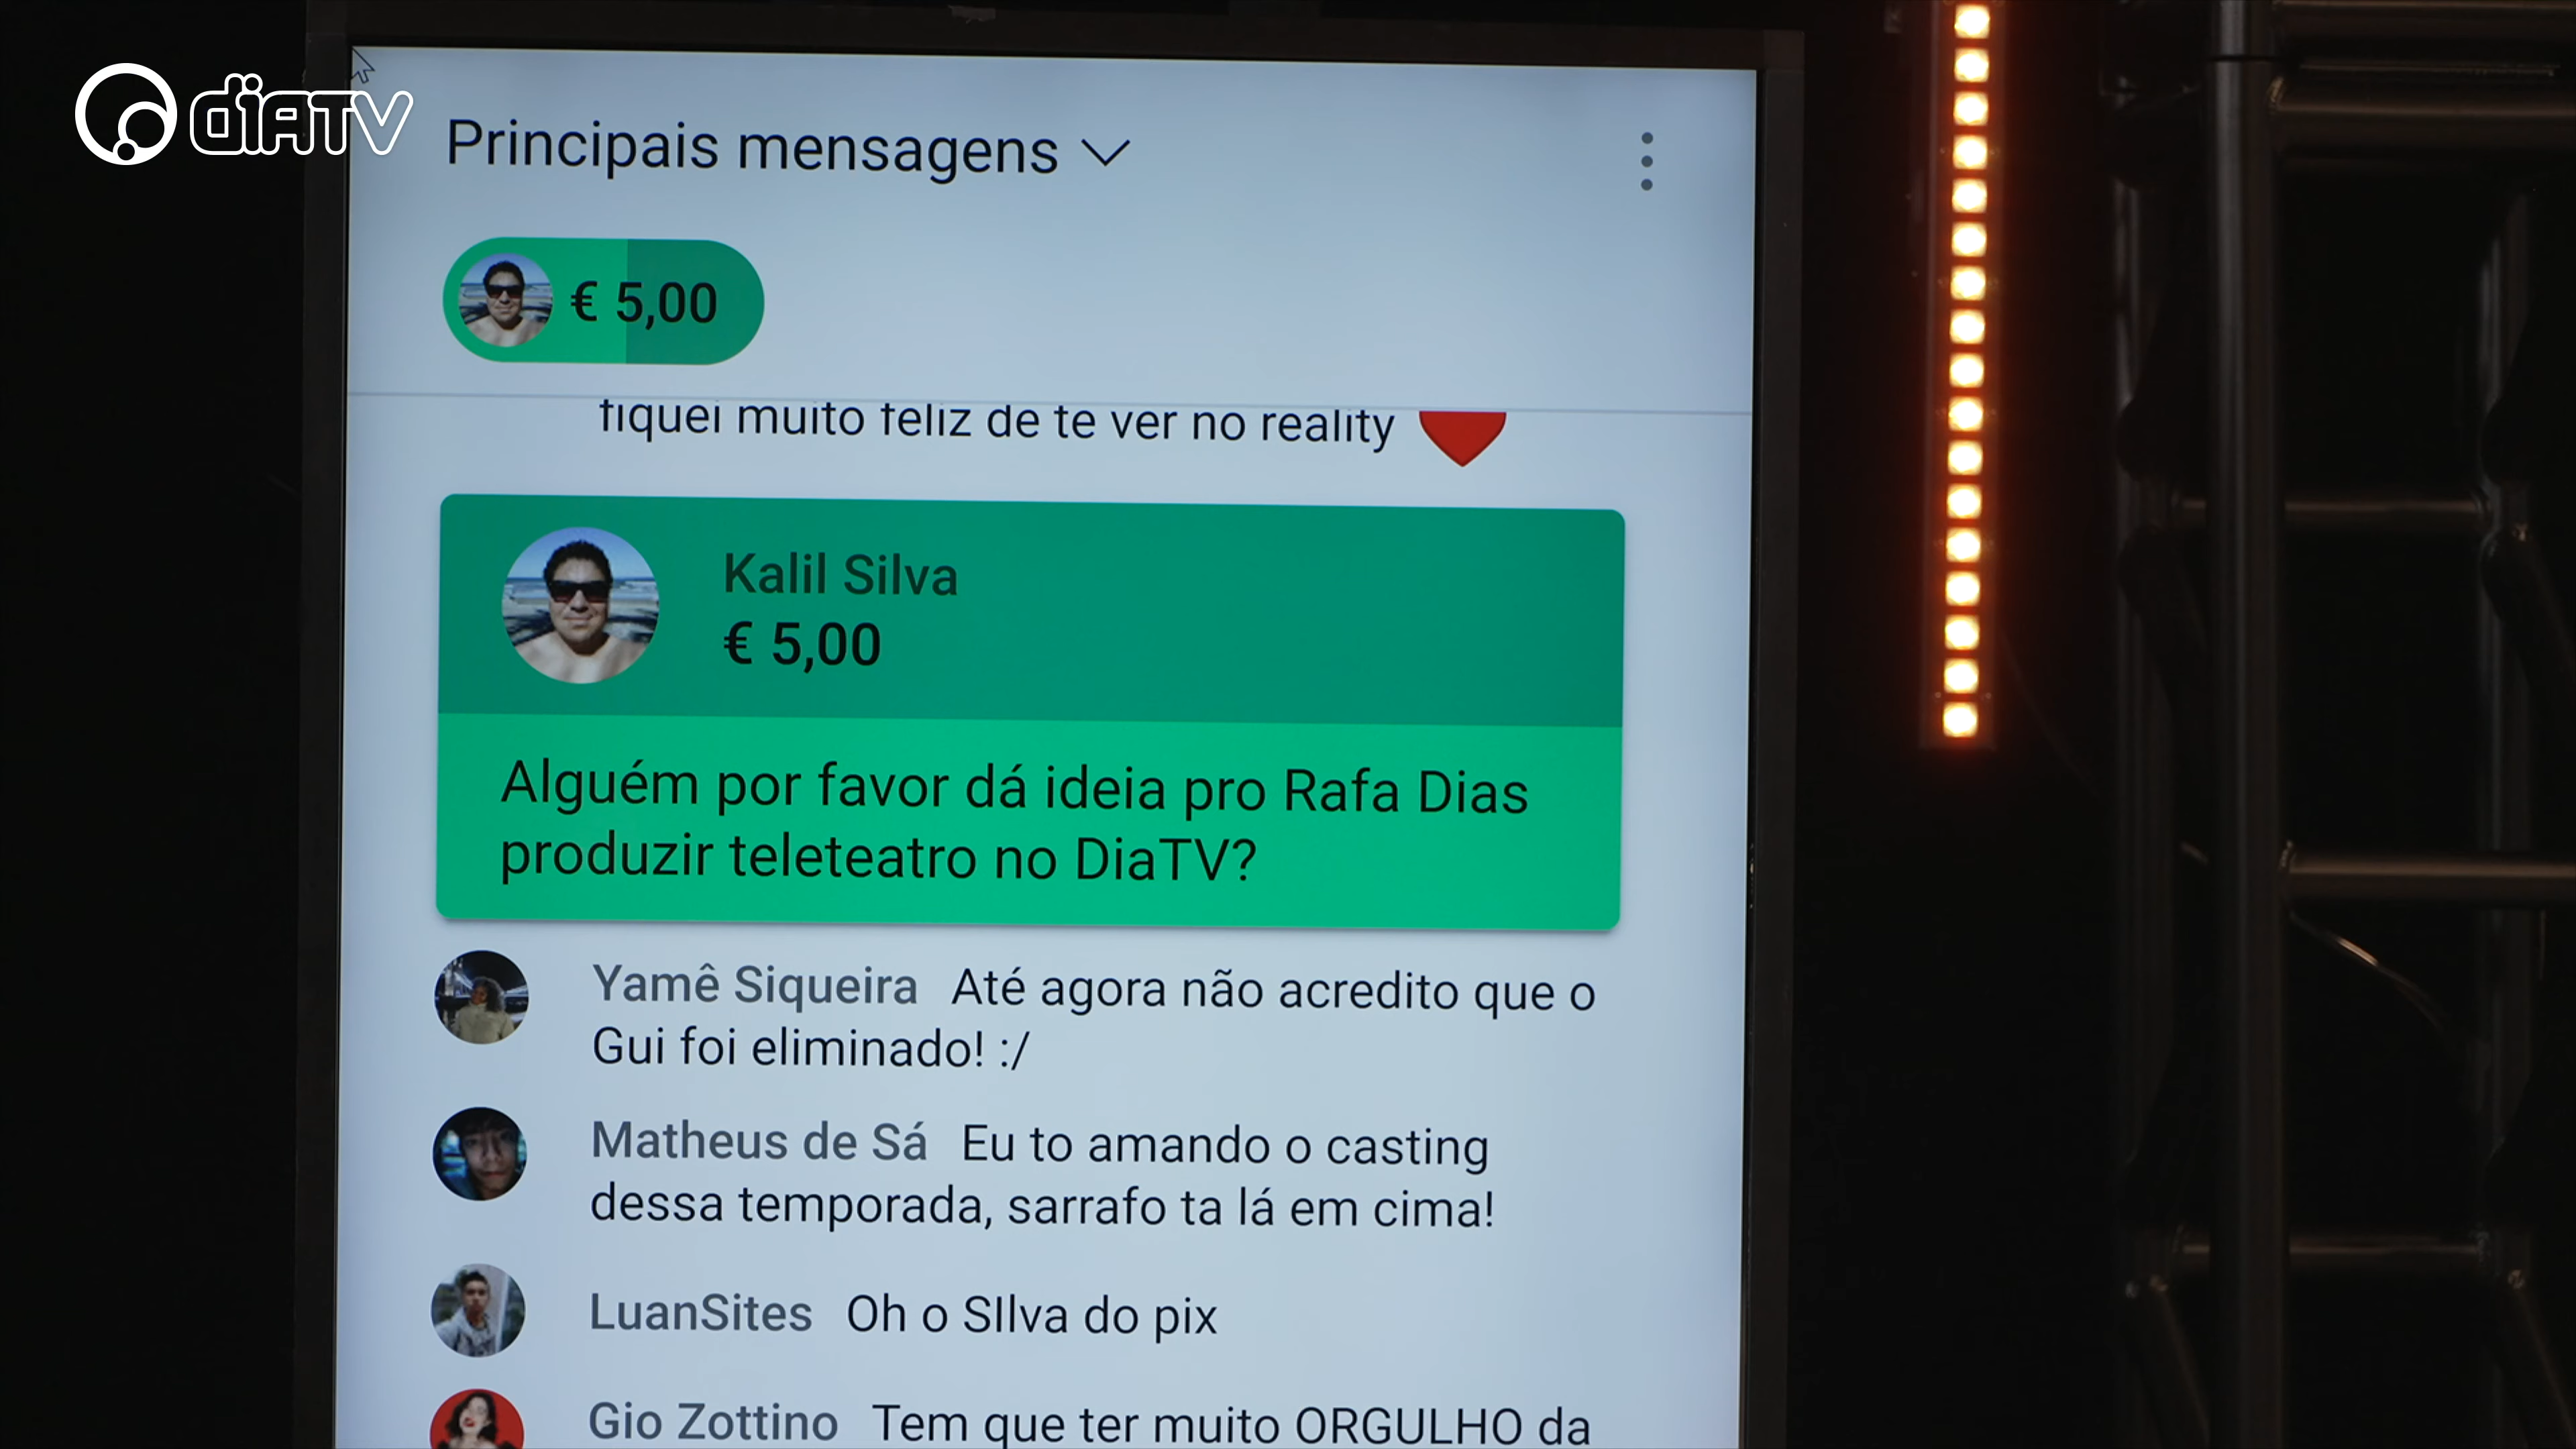 diATV
Principais mensagens
€ 5,00
fiquei muito feliz de te ver no reality
Kalil Silva
€ 5,00
Alguém por favor dá ideia pro Rafa Dias
produzir teleteatro no DiaTV?
Yamê Siqueira Até agora não acredito que o
Gui foi eliminado! :/
Matheus de Sá Eu to amando o casting
dessa temporada, sarrafo ta lá em cima!
LuanSites Oh o SIlva do pix
Gio Zottino Tem que ter muito ORGULHO da